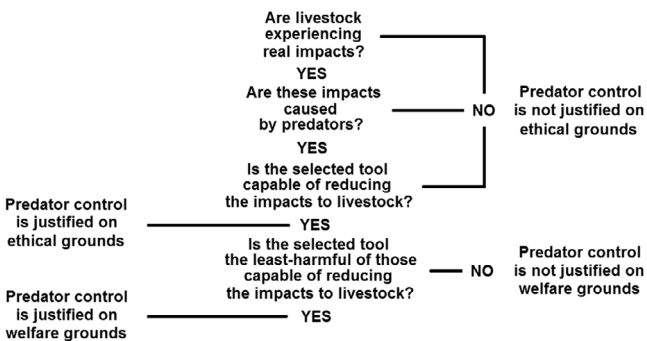 Are livestock
experiencing
real impacts?
YES
Are these impacts
caused
by predators?
NO
Predator control
is not justified on
ethical grounds
YES
Is the selected tool
capable of reducing
the impacts to livestock?
Predator control
is justified on
ethical grounds
YES
Is the selected tool
the least-harmful of those
capable of reducing
the impacts to livestock?
NO
Predator control
is not justified on
welfare grounds
Predator control
is justified on
welfare grounds
YES